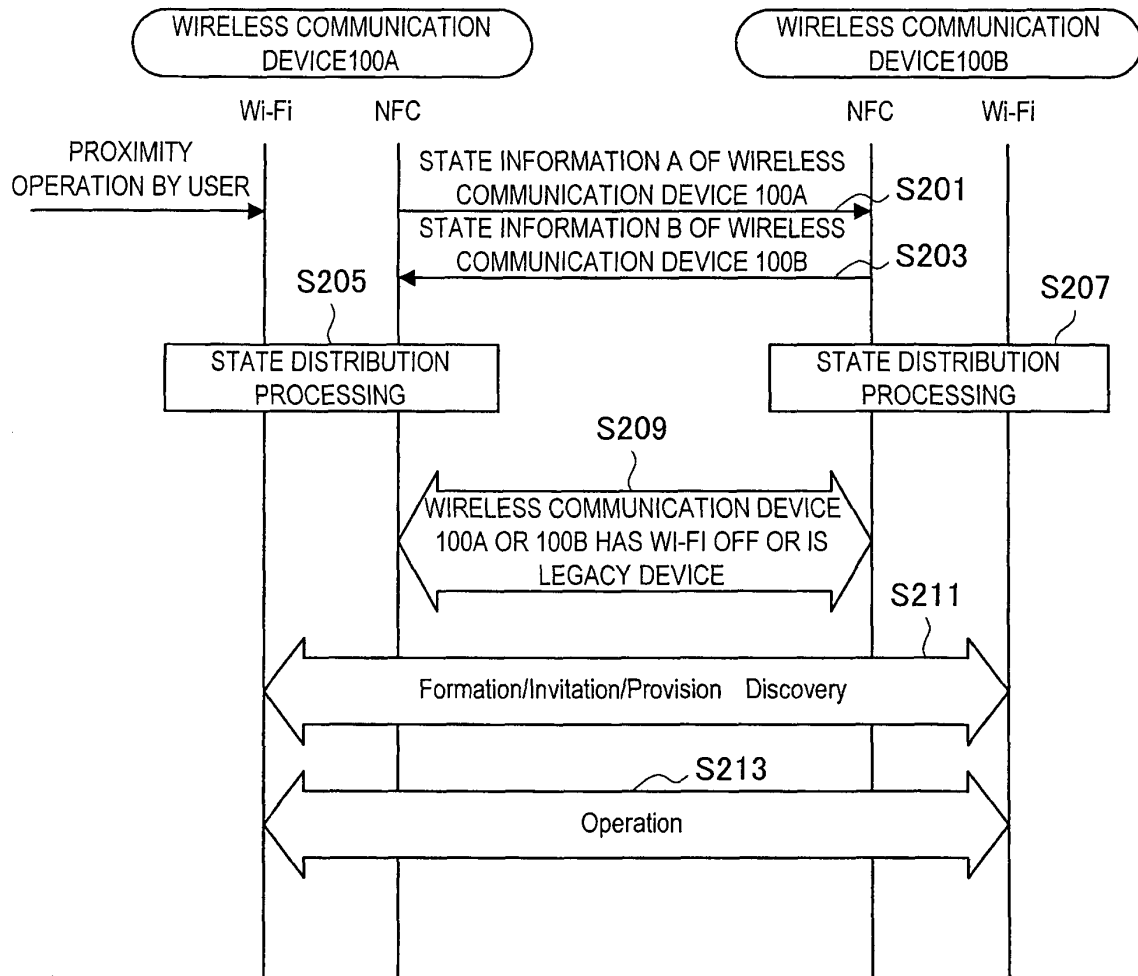 WIRELESS COMMUNICATION
DEVICE100A
WIRELESS COMMUNICATION
DEVICE100B
Wi-Fi
NFC
NFC
Wi-Fi
PROXIMITY
OPERATION BY USER
STATE INFORMATION A OF WIRELESS
COMMUNICATION DEVICE 100A
S201
STATE INFORMATION B OF WIRELESS
COMMUNICATION DEVICE 100B
S203
S205
S207
STATE DISTRIBUTION
PROCESSING
STATE DISTRIBUTION
PROCESSING
S209
WIRELESS COMMUNICATION DEVICE
100A OR 100B HAS WI-FI OFF OR IS
LEGACY DEVICE
S211
Formation/Invitation/Provision Discovery
S213
Operation